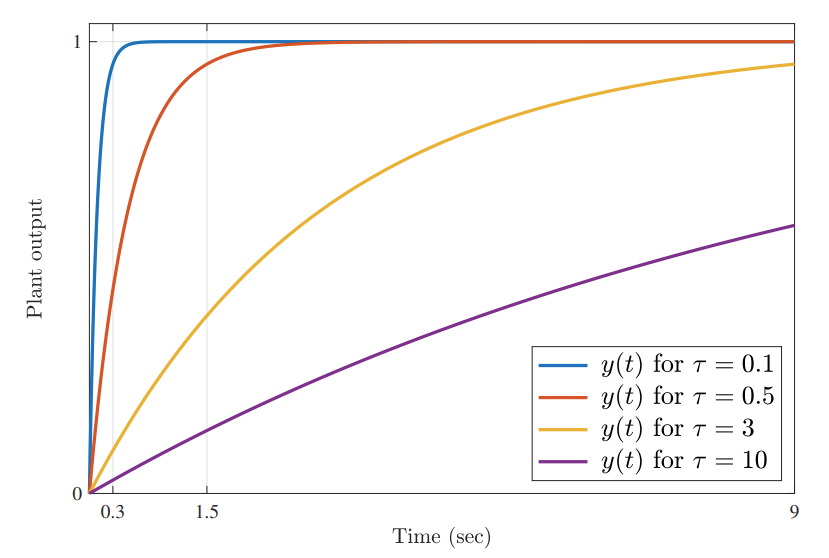 1
Plant output
0
0.3
1.5
9
Time (sec)
y(t) for τ = 0.1
y(t) for τ = 0.5
y(t) for τ = 3
y(t) for τ = 10